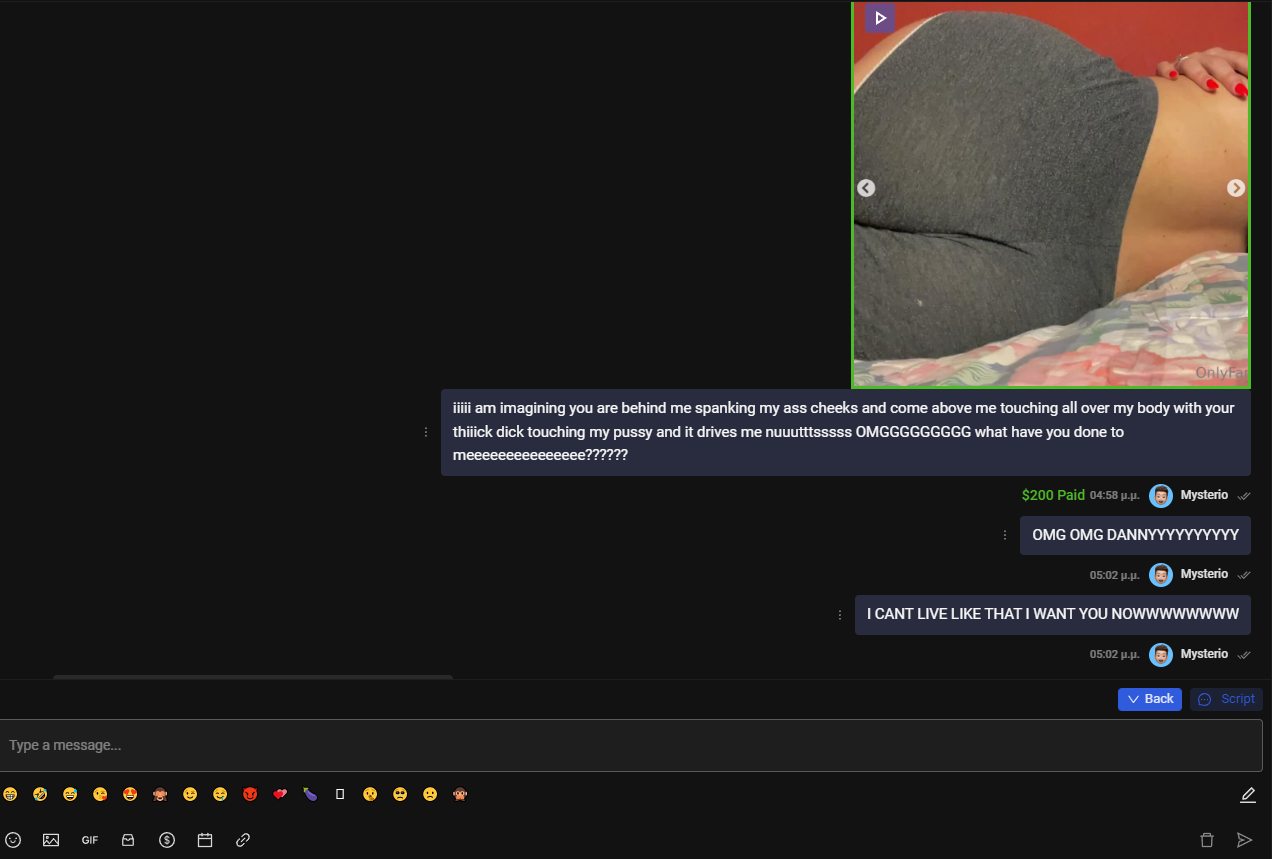 OnlyFa
iiiii am imagining you are behind me spanking my ass cheeks and come above me touching all over my body with your
thiiick dick touching my pussy and it drives me nuuutttsssss OMGGGGGGGGG what have you done to
meeeeeeeeeeeeeee??????
$200 Paid 04:58 μ.μ. Mysterio
OMG OMG DANNYYYYYYYYYY
05:02 μ.μ. Mysterio
I CANT LIVE LIKE THAT I WANT YOU NOWWWWWWWW
05:02 μ.μ. Mysterio
Back Script
Type a message...
GIF